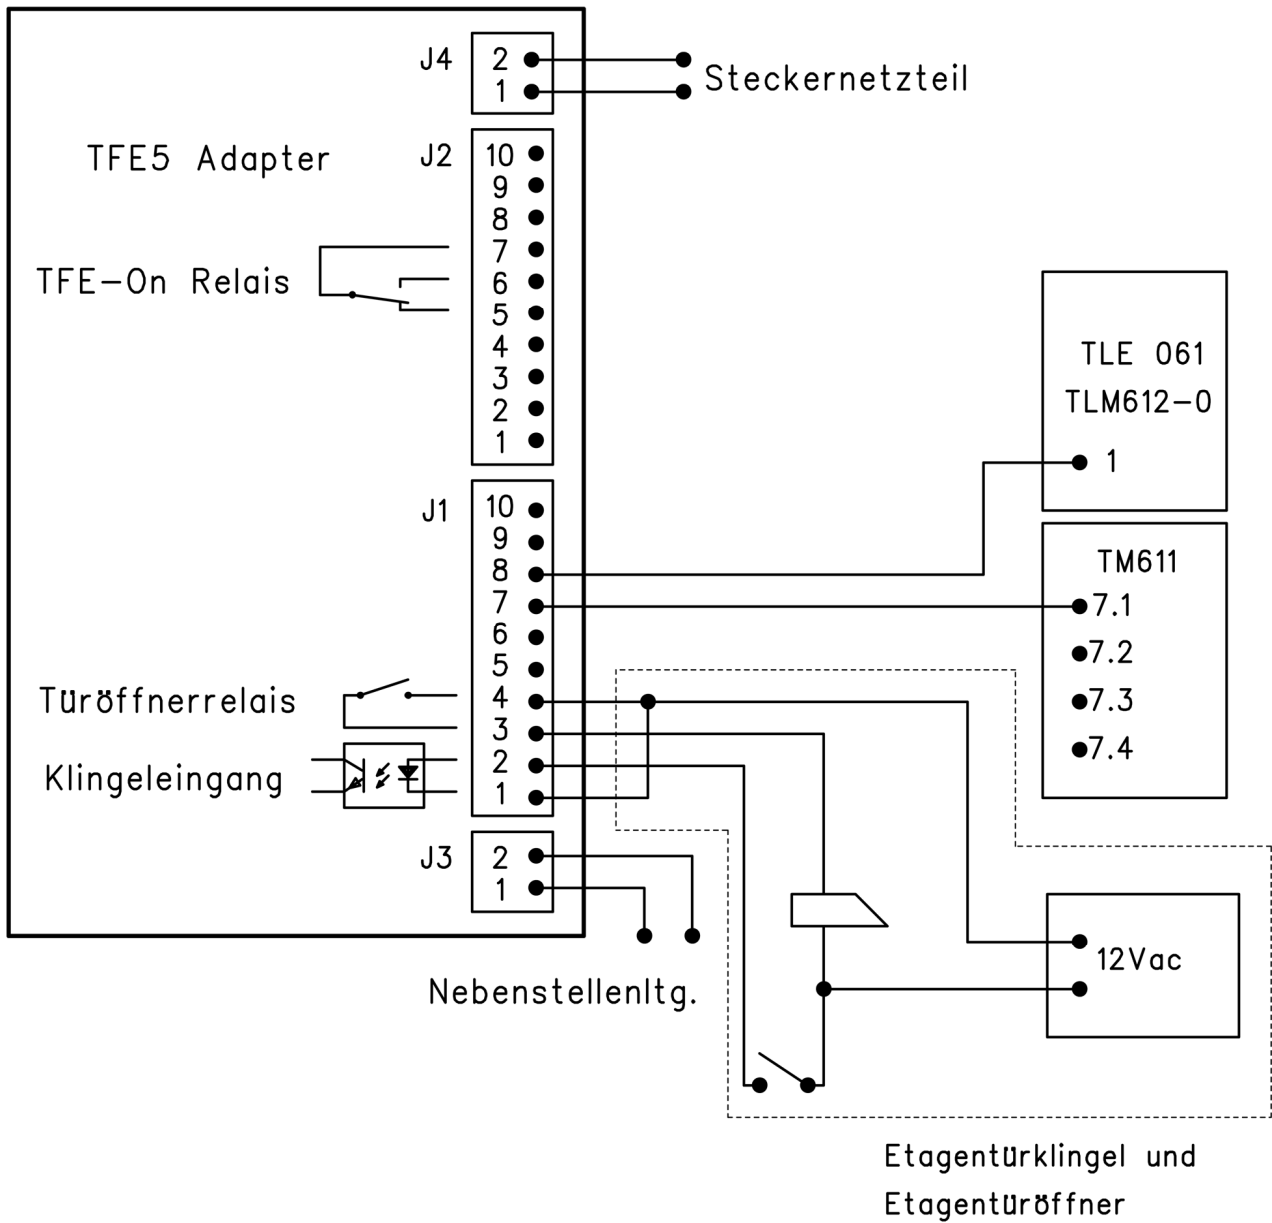 J4
2
1
Steckernetzteil
TFE5 Adapter
J2
10
9
8
7
6
5
4
3
2
1
TFE-On Relais
TLE 061
TLM612-0
1
J1
10
9
8
7
6
5
4
3
2
1
TM611
7.1
7.2
7.3
7.4
Türöffnerrelais
Klingeleingang
J3
2
1
Nebenstellenltg.
12Vac
Etagentürklingel und
Etagentüröffner